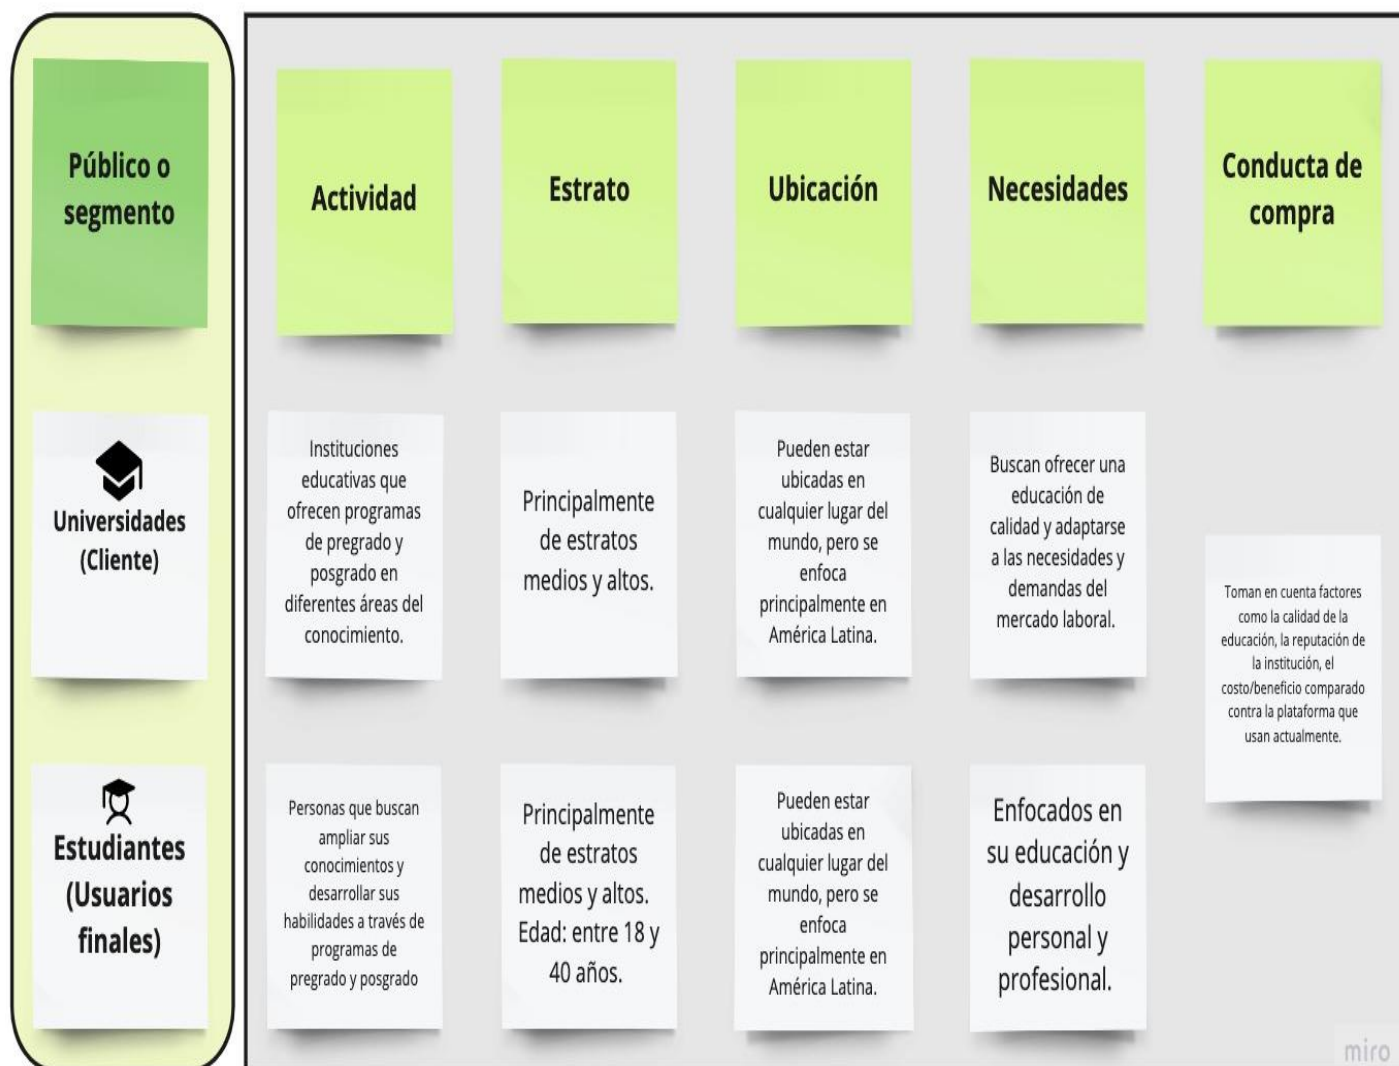 Público o
segmento
Actividad
Estrato
Ubicación
Necesidades
Conducta de
compra
Universidades
(Cliente)
Instituciones
educativas que
ofrecen programas
de pregrado y
posgrado en
diferentes áreas del
conocimiento.
Principalmente
de estratos
medios y altos.
Pueden estar
ubicadas en
cualquier lugar del
mundo, pero se
enfoca
principalmente en
América Latina.
Buscan ofrecer una
educación de
calidad y adaptarse
a las necesidades y
demandas del
mercado laboral.
Toman en cuenta factores
como la calidad de la
educación, la reputación de
la institución, el
costo/beneficio comparado
contra la plataforma que
usan actualmente.
Estudiantes
(Usuarios
finales)
Personas que buscan
ampliar sus
conocimientos y
desarrollar sus
habilidades a través de
programas de
pregrado y posgrado
Principalmente
de estratos
medios y altos.
Edad: entre 18 y
40 años.
Pueden estar
ubicadas en
cualquier lugar del
mundo, pero se
enfoca
principalmente en
América Latina.
Enfocados en
su educación y
desarrollo
personal y
profesional.
miro